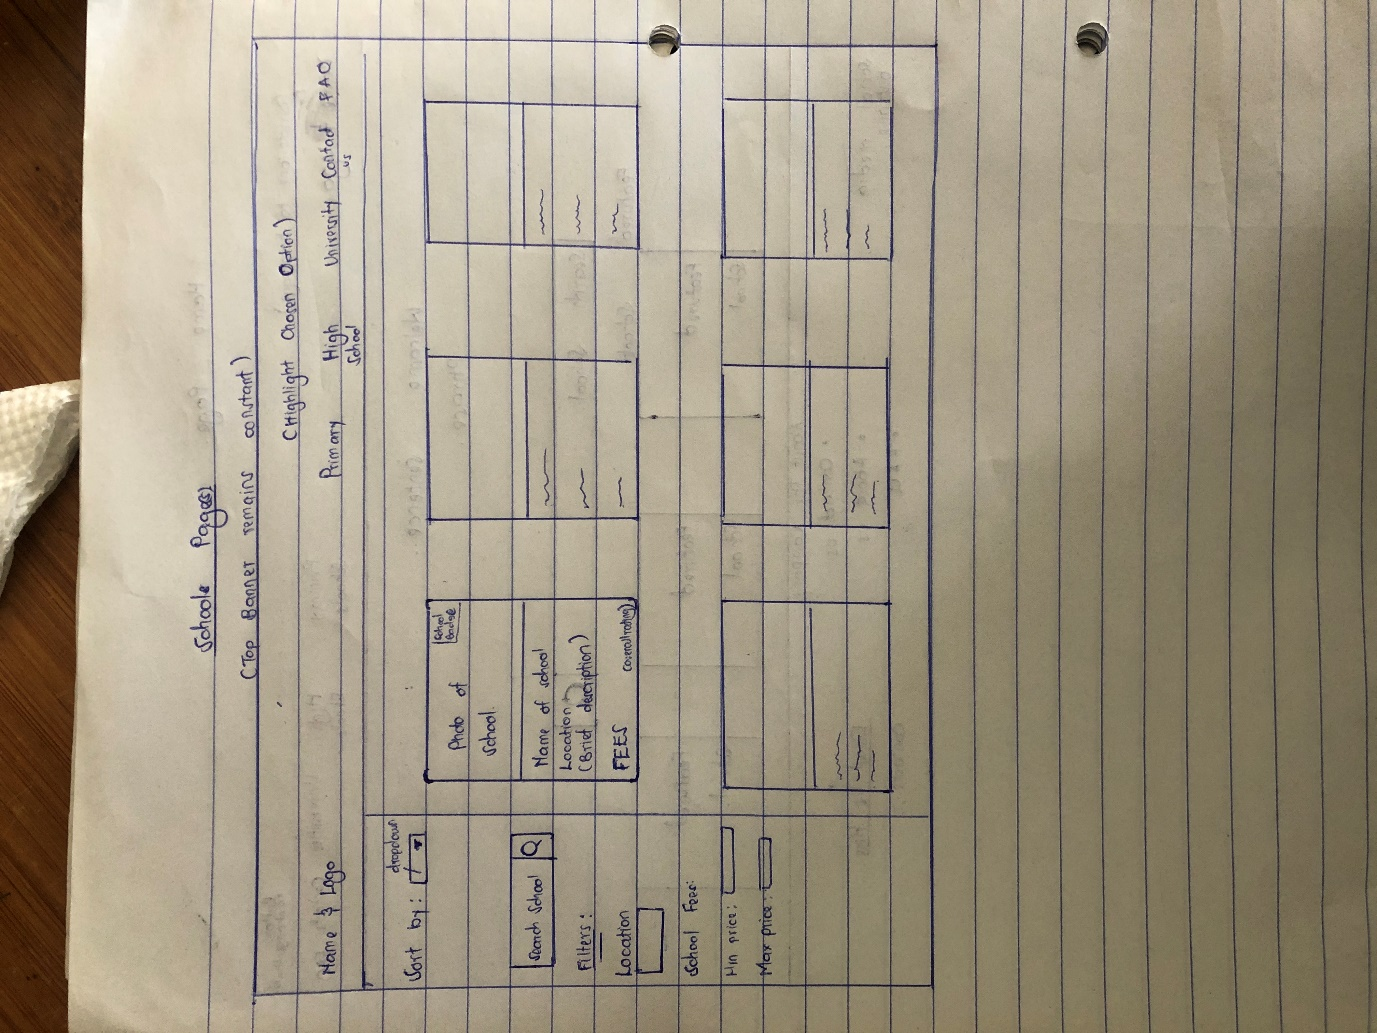 Schools Pages
(Top Banner remains constant)
(Highlight Chosen Option)
Name & Logo
Primary
High
School
University
Contact
us
FAQ
Sort by:
dropdown
Search School
Filters:
Location
School Fees:
Min price:
Max price:
Photo of
School
School
Badge
Name of school
Location
(Brief description)
FEES
(overall rating)